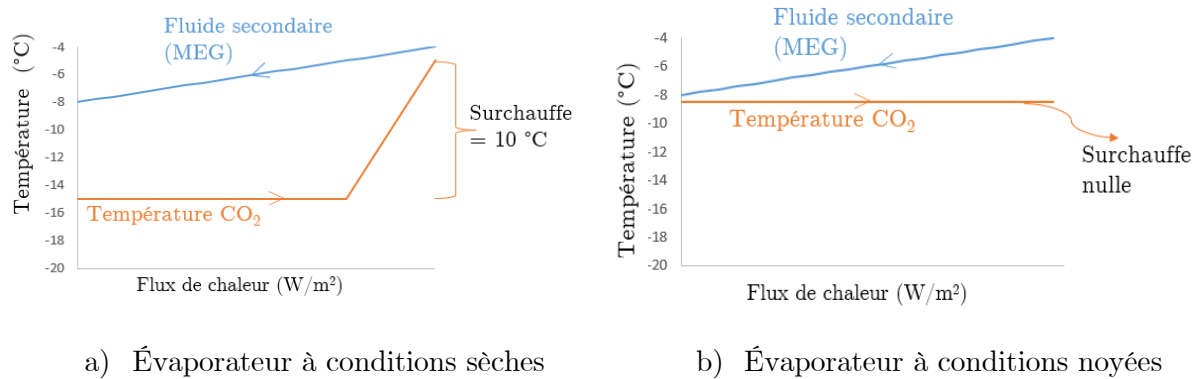 Fluide secondaire
(MEG)
Température (°C)
-4
-6
-8
-10
-12
-14
-16
-18
-20
Température CO₂
Surchauffe
= 10 °C
Flux de chaleur (W/m²)
a) Évaporateur à conditions sèches
Fluide secondaire
(MEG)
Température (°C)
-4
-6
-8
-10
-12
-14
-16
-18
-20
Température CO₂
Surchauffe
nulle
Flux de chaleur (W/m²)
b) Évaporateur à conditions noyées